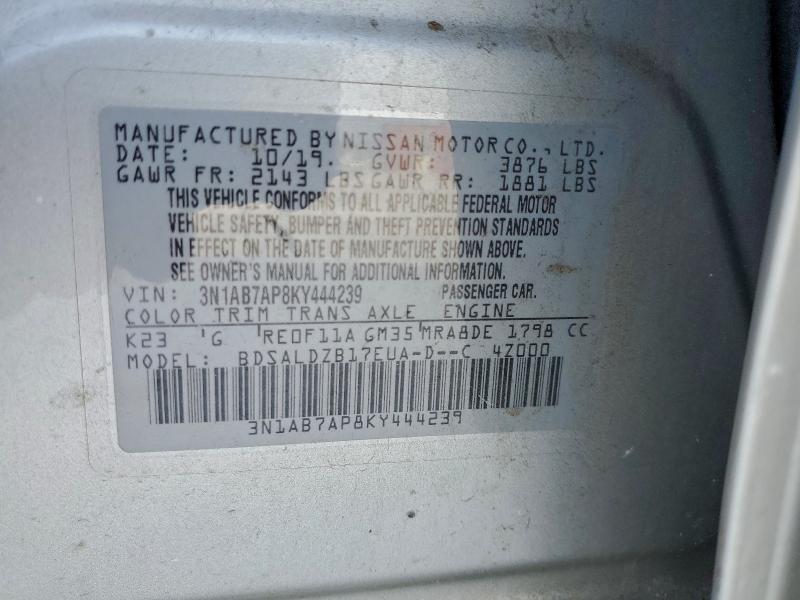 MANUFACTURED BY NISSAN MOTOR CO., LTD.
DATE: 10/19. GVWR: 3876 LBS
GAWR FR: 2143 LBS GAWR RR: 1881 LBS
THIS VEHICLE CONFORMS TO ALL APPLICABLE FEDERAL MOTOR
VEHICLE SAFETY, BUMPER AND THEFT PREVENTION STANDARDS
IN EFFECT ON THE DATE OF MANUFACTURE SHOWN ABOVE.
SEE OWNER'S MANUAL FOR ADDITIONAL INFORMATION.
VIN: 3N1AB7AP8KY444239 PASSENGER CAR.
COLOR TRIM TRANS AXLE ENGINE
K23 'G RE0F11A GM35 MRA8DE 1798 CC
MODEL: BDSALDZB17EUA-D--C 4Z000
3N1AB7AP8KY444239